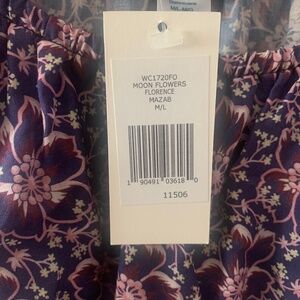 WC1720FO
MOON FLOWERS
FLORENCE
MAZAB
M/L
1 90491 03618 0
11506